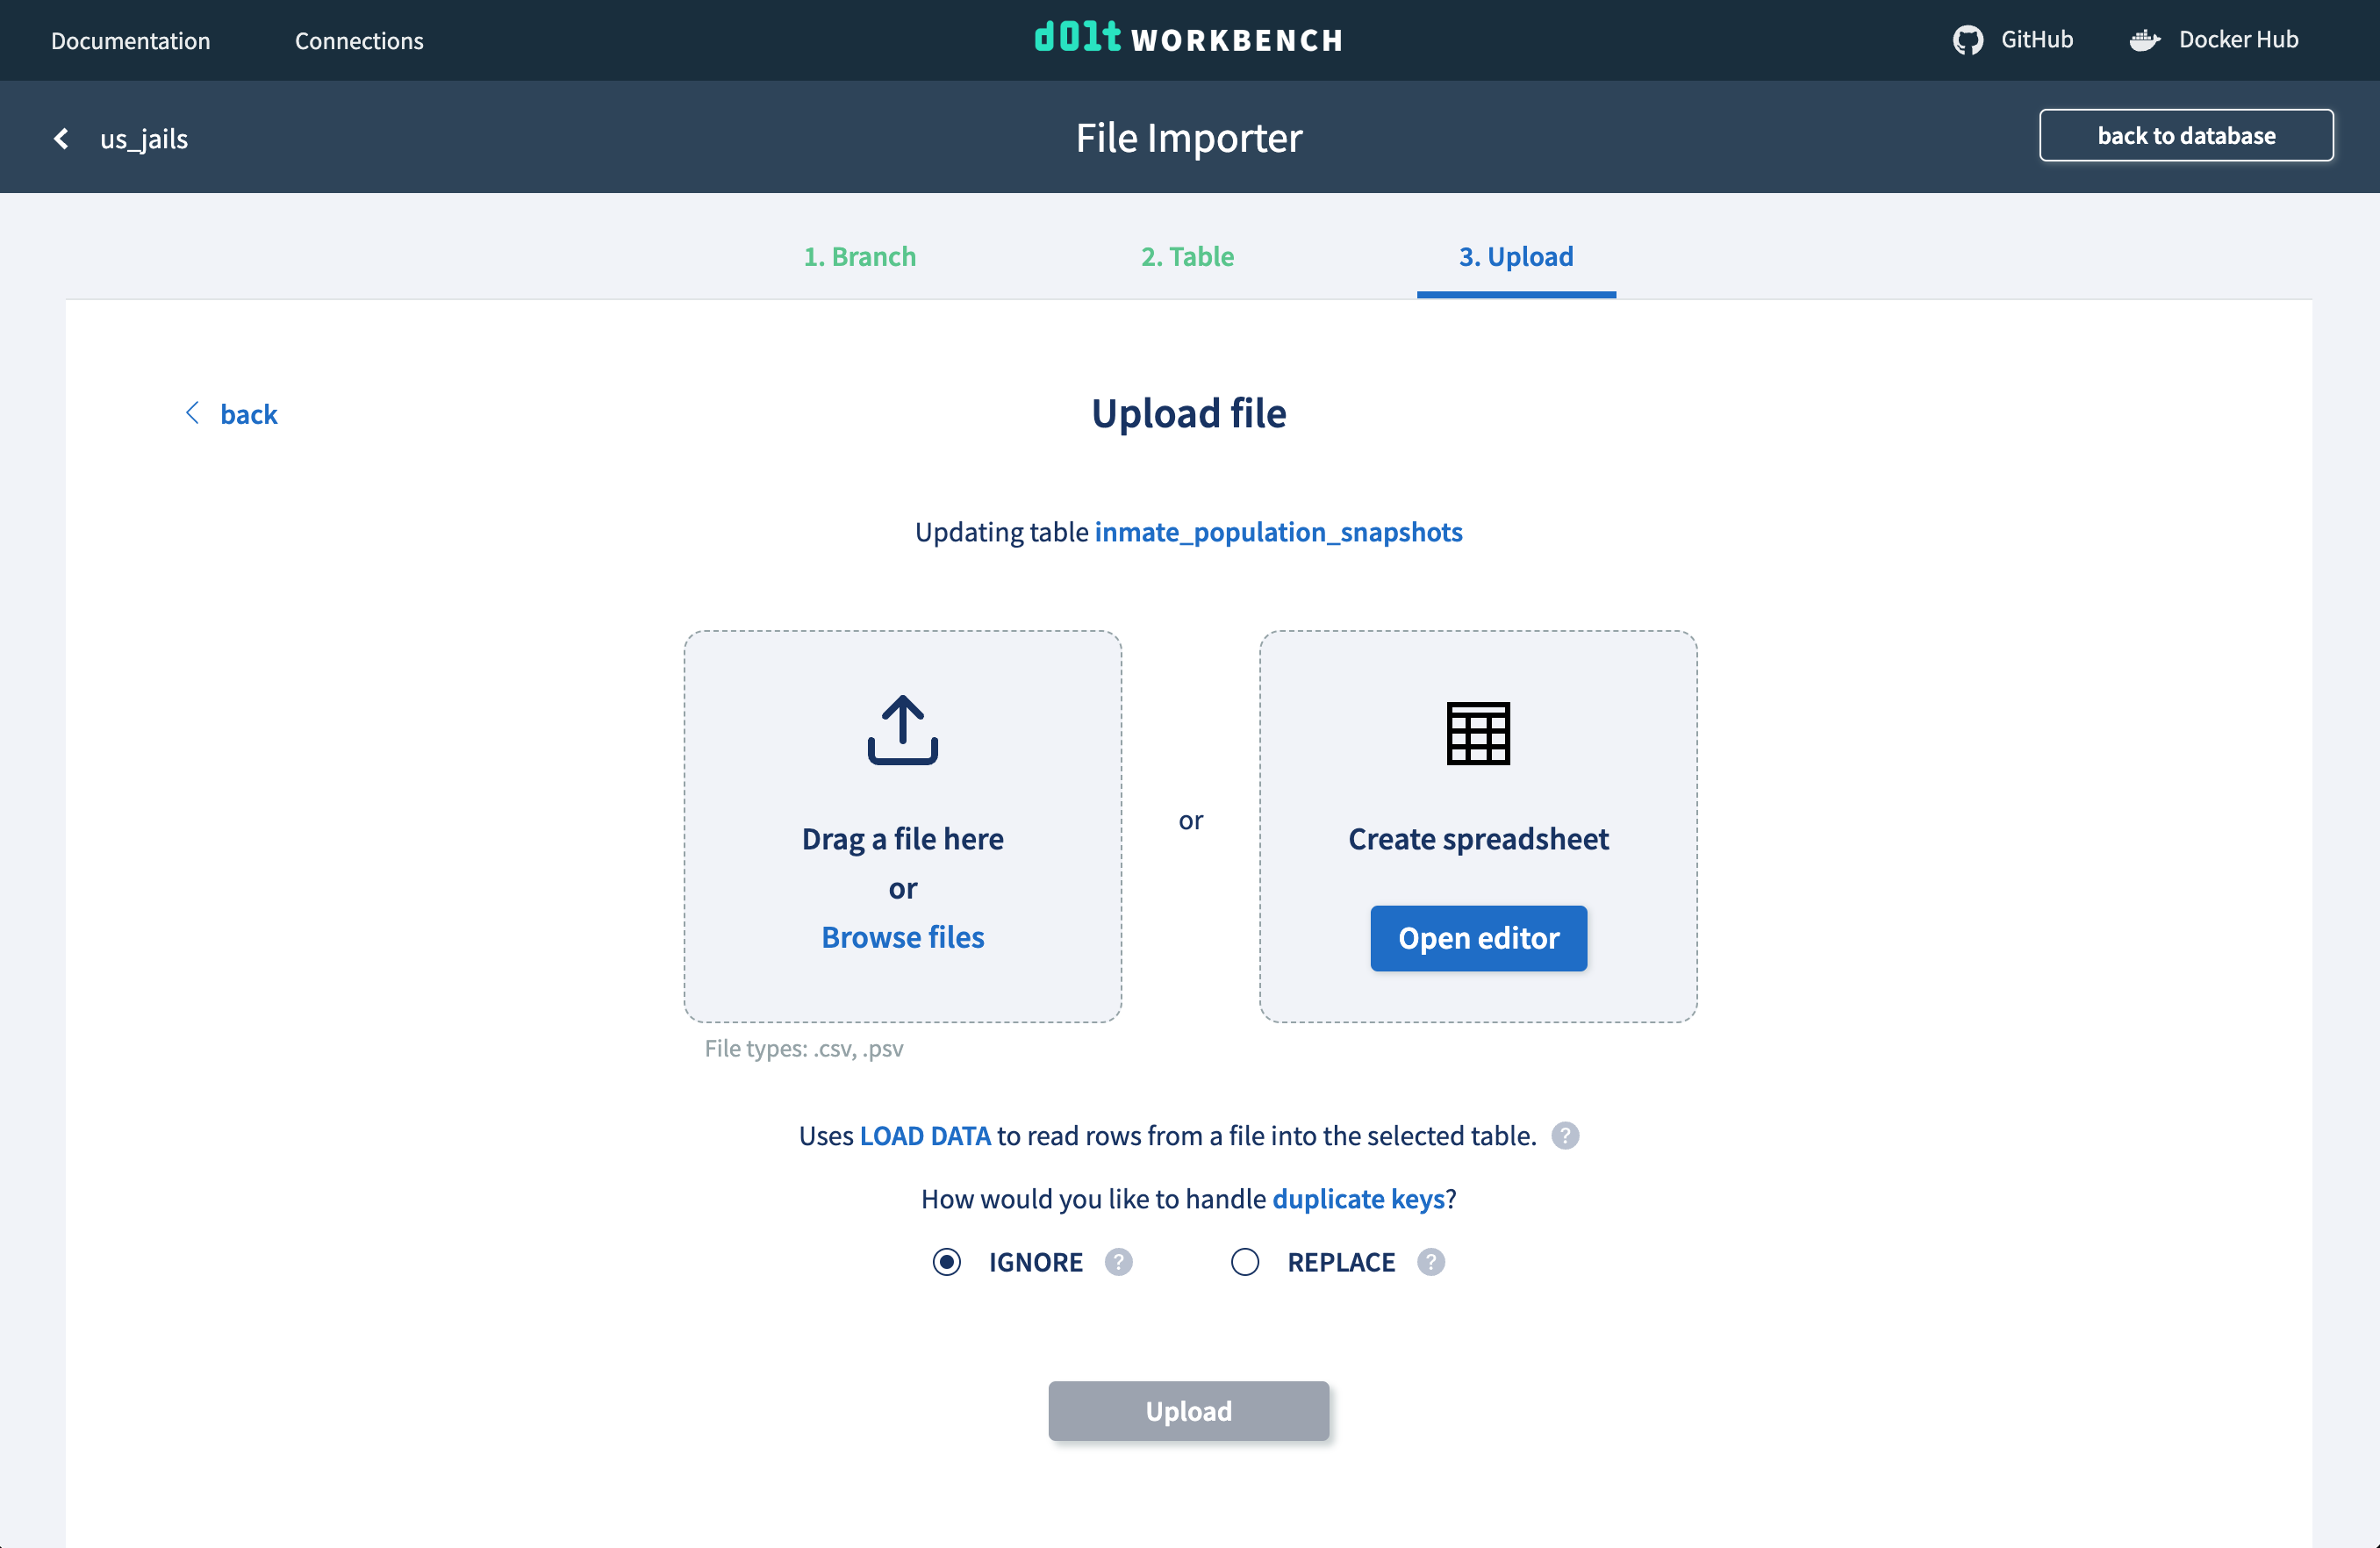 Documentation
Connections
dolt WORKBENCH
GitHub
Docker Hub
us_jails
File Importer
back to database
1. Branch
2. Table
3. Upload
back
Upload file
Updating table inmate_population_snapshots
Drag a file here
or
Browse files
or
Create spreadsheet
Open editor
File types: .csv, .psv
Uses LOAD DATA to read rows from a file into the selected table. ?
How would you like to handle duplicate keys?
IGNORE ?
REPLACE ?
Upload